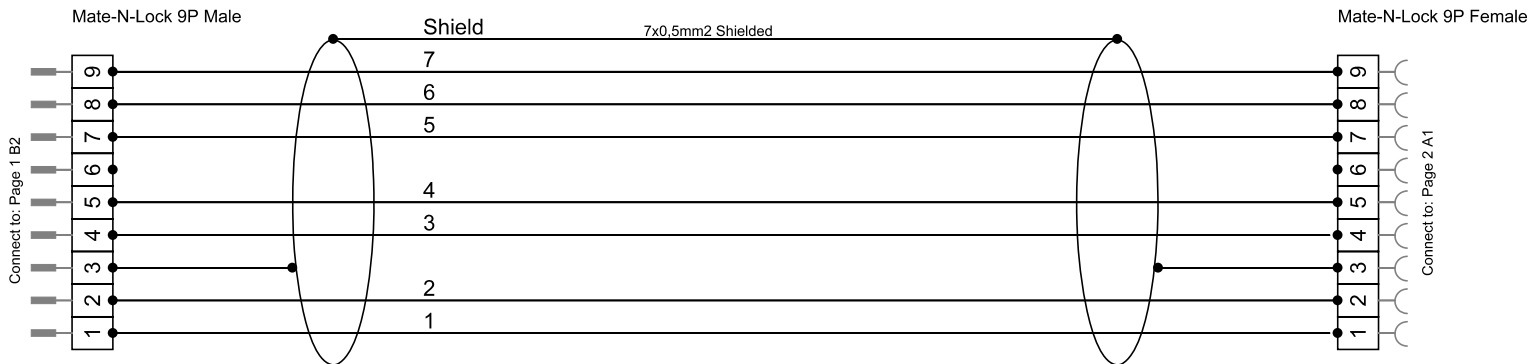 Mate-N-Lock 9P Male
Mate-N-Lock 9P Female
Shield
7x0,5mm2 Shielded
9 7 9
8 6 8
7 5 7
6 6
5 4 5
4 3 4
3 3
2 2 2
1 1 1
Connect to: Page 1 B2
Connect to: Page 2 A1